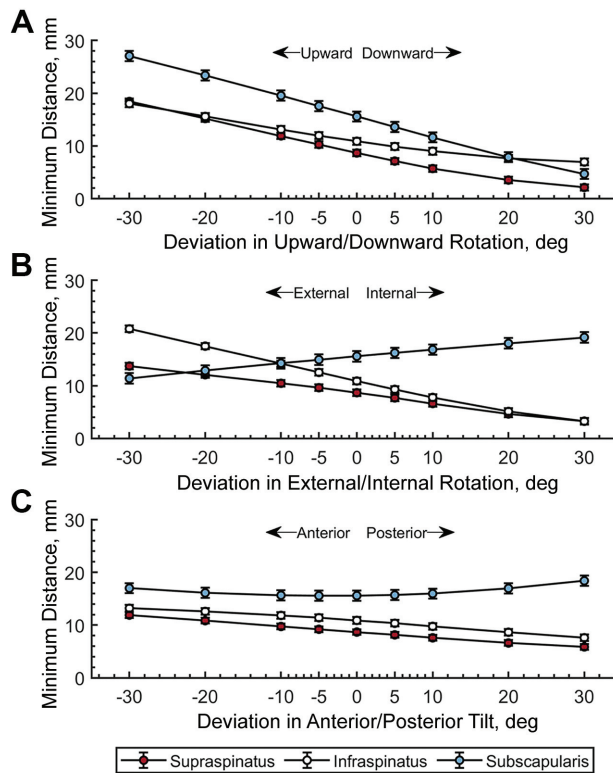 A
Minimum Distance, mm
30
20
10
0
Upward Downward
-30 -20 -10 -5 0 5 10 20 30
Deviation in Upward/Downward Rotation, deg
B
Minimum Distance, mm
30
20
10
0
External Internal
-30 -20 -10 -5 0 5 10 20 30
Deviation in External/Internal Rotation, deg
C
Minimum Distance, mm
30
20
10
0
Anterior Posterior
-30 -20 -10 -5 0 5 10 20 30
Deviation in Anterior/Posterior Tilt, deg
Supraspinatus Infraspinatus Subscapularis